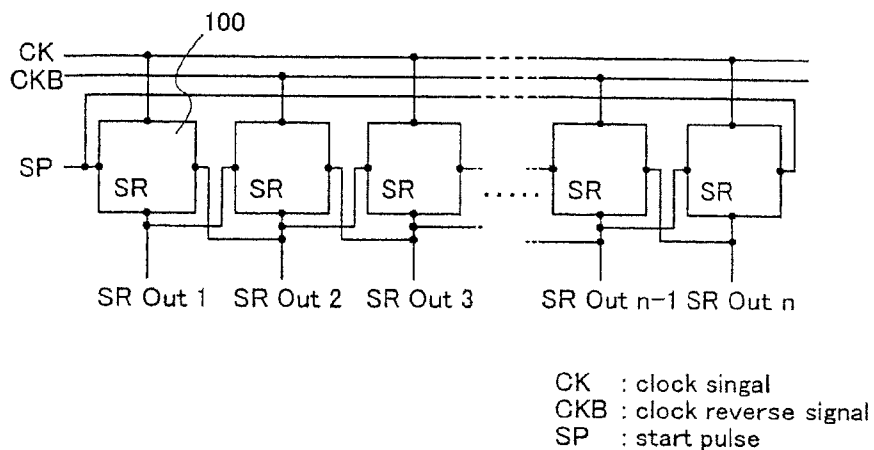 100
CK
CKB
SP
SR SR SR ..... SR SR
SR Out 1 SR Out 2 SR Out 3 SR Out n-1 SR Out n
CK : clock singal
CKB : clock reverse signal
SP : start pulse